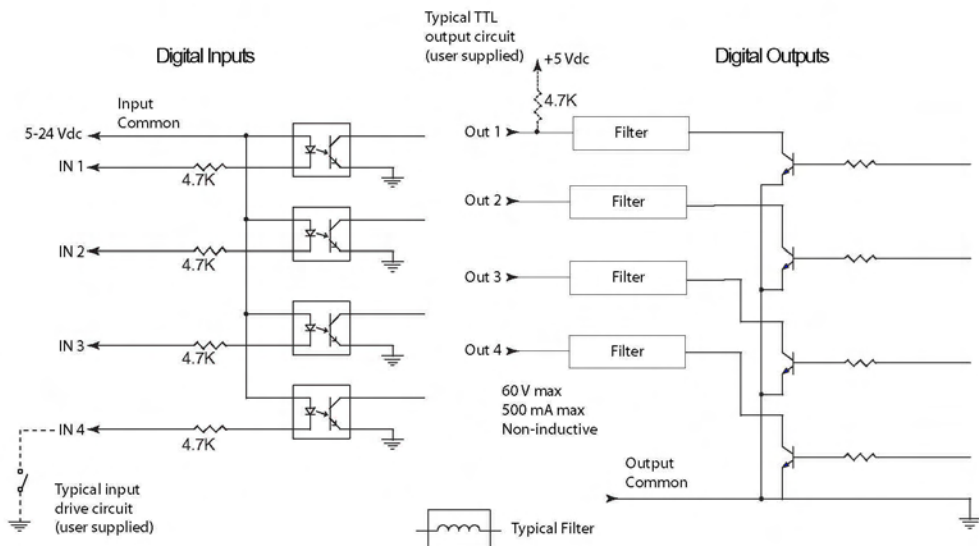 Digital Inputs
Input
Common
5-24 Vdc
IN 1
4.7K
IN 2
4.7K
IN 3
4.7K
IN 4
4.7K
Typical input
drive circuit
(user supplied)
Typical TTL
output circuit
(user supplied)
+5 Vdc
4.7K
Digital Outputs
Out 1
Filter
Out 2
Filter
Out 3
Filter
Out 4
Filter
60 V max
500 mA max
Non-inductive
Output
Common
Typical Filter